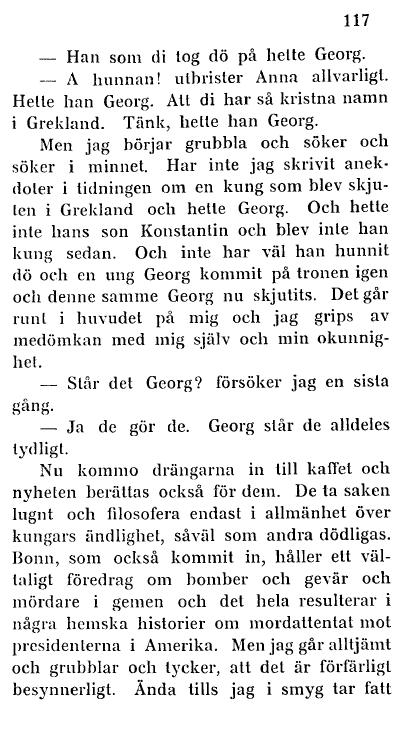 117
— Han som di tog dö på hette Georg.
— A hunnan! utbrister Anna allvarligt.
Hette han Georg. Att di har så kristna namn
i Grekland. Tänk, hette han Georg.
Men jag börjar grubbla och söker och
söker i minnet. Har inte jag skrivit anek-
doter i tidningen om en kung som blev skju-
ten i Grekland och hette Georg. Och hette
inte hans son Konstantin och blev inte han
kung sedan. Och inte har väl han hunnit
dö och en ung Georg kommit på tronen igen
och denne samme Georg nu skjutits. Det går
runt i huvudet på mig och jag grips av
medömkan med mig själv och min okunnig-
het.
— Står det Georg? försöker jag en sista
gång.
— Ja de gör de. Georg står de alldeles
tydligt.
Nu kommo drängarna in till kaffet och
nyheten berättas också för dem. De ta saken
lugnt och filosofera endast i allmänhet över
kungars ändlighet, såväl som andra dödligas.
Bonn, som också kommit in, håller ett väl-
taligt föredrag om bomber och gevär och
mördare i gemen och det hela resulterar i
några hemska historier om mordattentat mot
presidenterna i Amerika. Men jag går alltjämt
och grubblar och tycker, att det är förfärligt
besynnerligt. Ända tills jag i smyg tar fatt